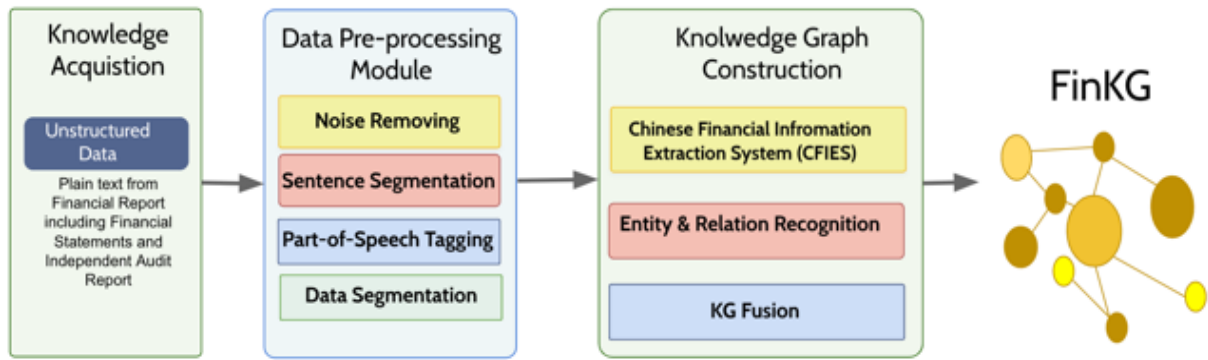 Knowledge
Acquistion
Unstructured
Data
Plain text from
Financial Report
including Financial
Statements and
Independent Audit
Report
Data Pre-processing
Module
Noise Removing
Sentence Segmentation
Part-of-Speech Tagging
Data Segmentation
Knolwedge Graph
Construction
Chinese Financial Infromation
Extraction System (CFIES)
Entity & Relation Recognition
KG Fusion
FinKG